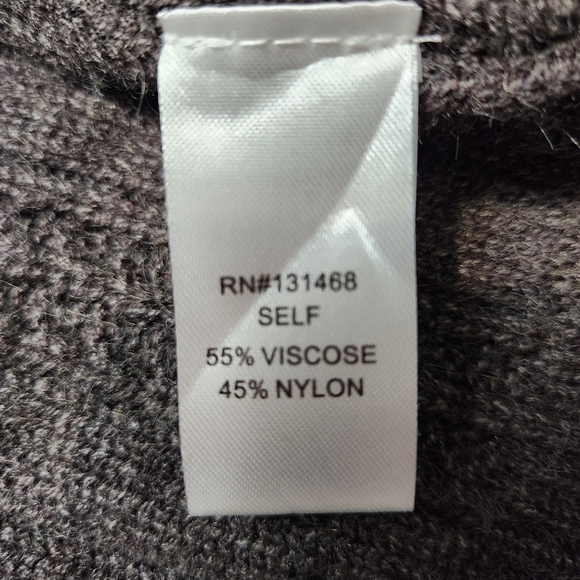 RN#131468
SELF
55% VISCOSE
45% NYLON